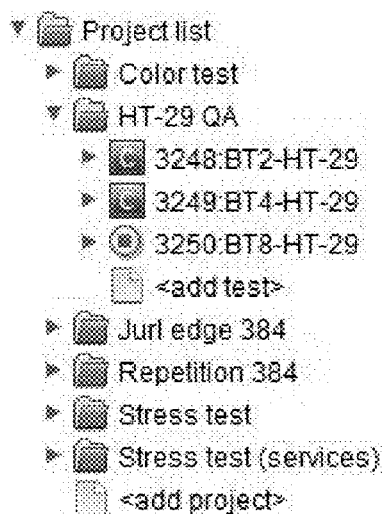 Project list
Color test
HT-29 QA
3248:BT2-HT-29
3249:BT4-HT-29
3250:BT8-HT-29
<add test>
Jurl edge 384
Repetition 384
Stress test
Stress test (services)
<add project>